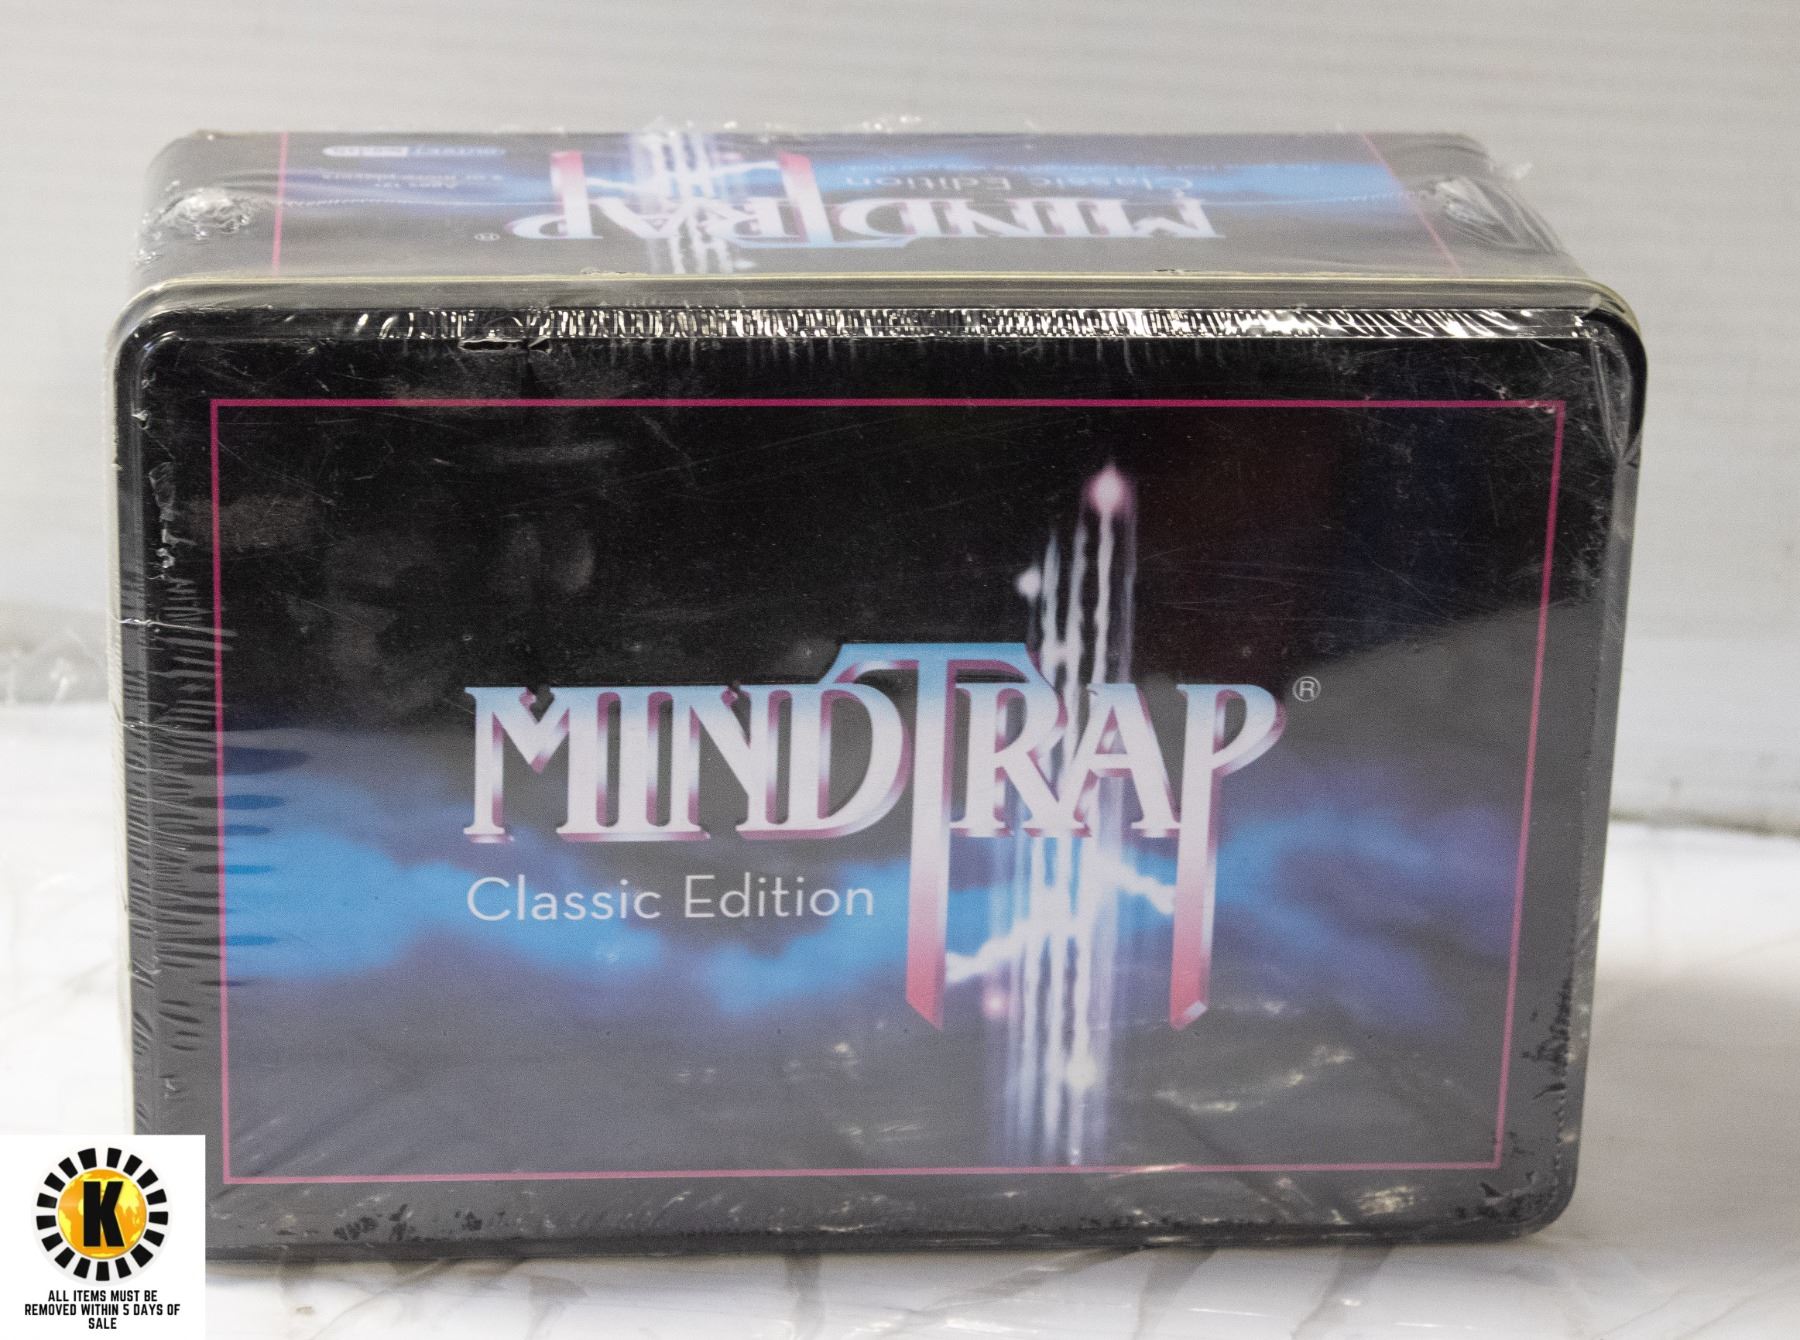 Classic Edition
MINDTRAP
®
MINDTRAP®
Classic Edition
K
ALL ITEMS MUST BE
REMOVED WITHIN 5 DAYS OF
SALE